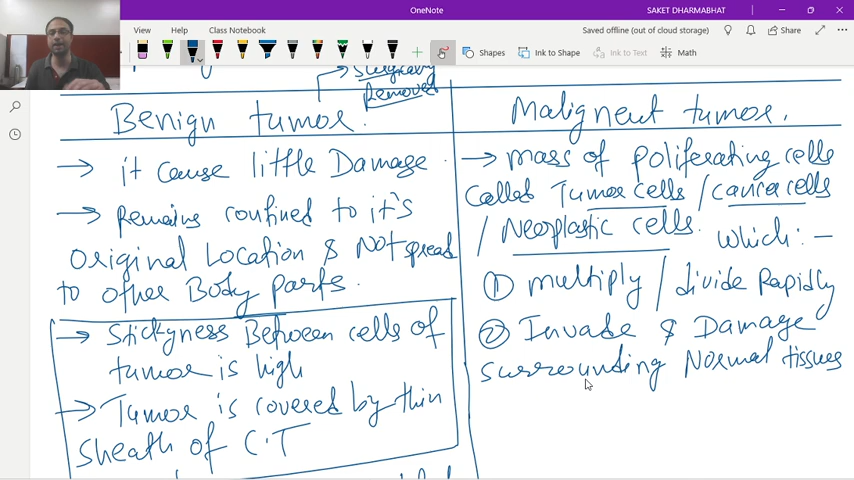 OneNote
SAKET DHARMABHAT
View Help Class Notebook
Saved offline (out of cloud storage)
Share
Shapes
Ink to Shape
Ink to Text
Math
Surgically
Removed
Benign tumor.
→ it cause little Damage
→ Remains confined to it's
Original Location & Not spread
to other Body parts.
→ Stickyness Between cells of
tumor is high
→ Tumor is covered by thin
sheath of C.T
Malignent tumor.
→ mass of poliferating cells
called Tumor cells / cancer cells
/ Neoplastic cells. which: –
① multiply / divide Rapidly
② Invade & Damage
surrounding Normal tissues